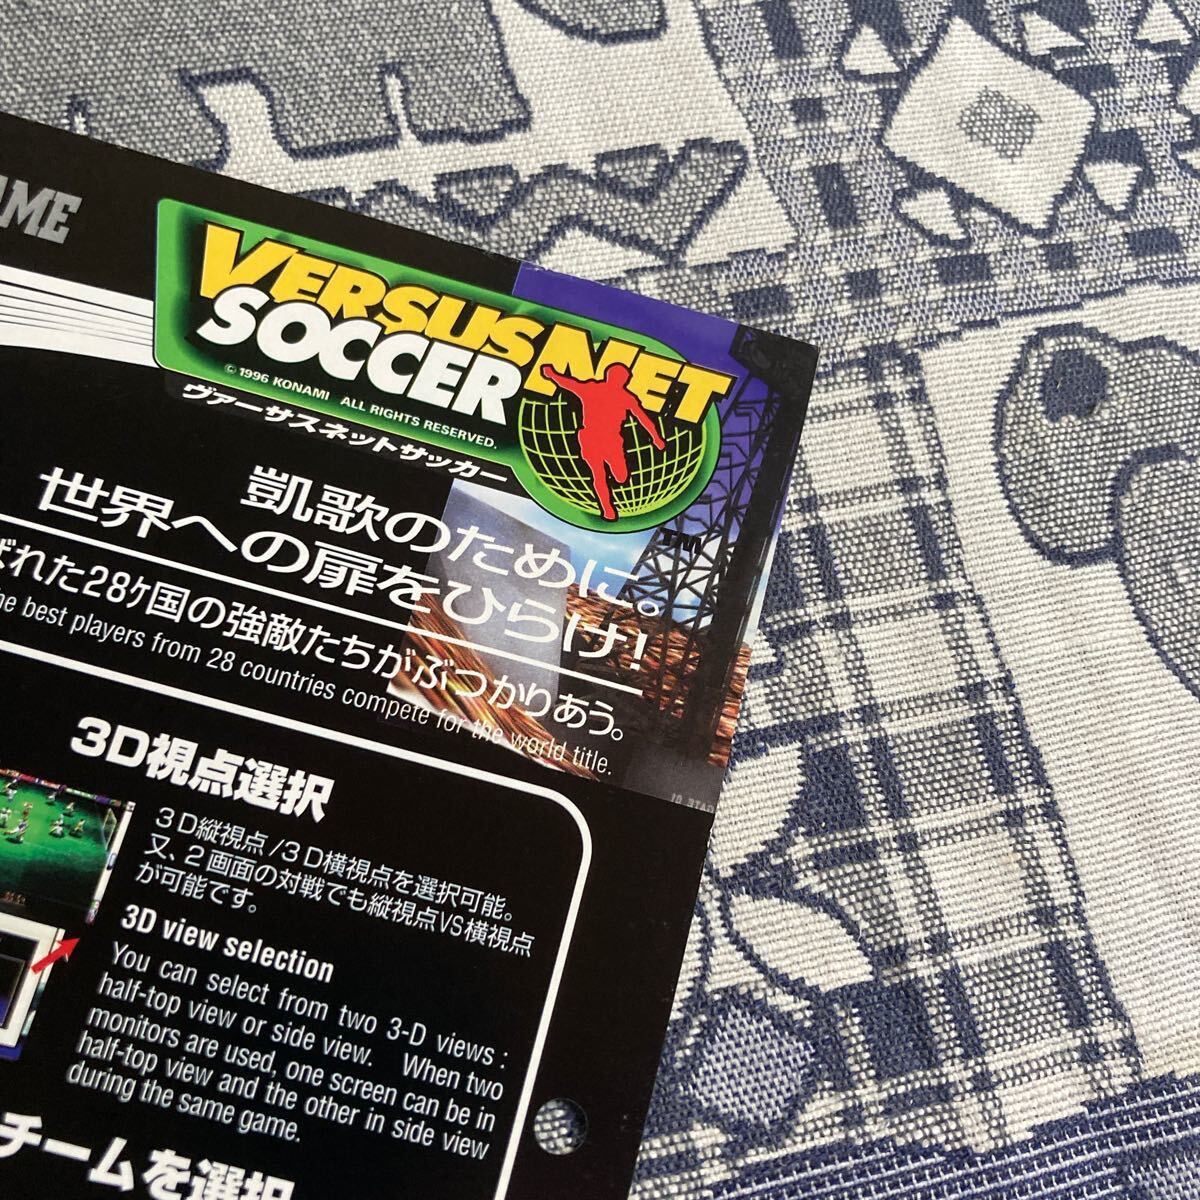 VERSUS NET
SOCCER
© 1996 KONAMI ALL RIGHTS RESERVED.
ヴァーサスネットサッカー
TM
凱歌のために。
世界への扉をひらけ!
ばれた28ヶ国の強敵たちがぶつかりあう。
best players from 28 countries compete for the world title.
3D視点選択
3D縦視点/3D横視点を選択可能。
又、2画面の対戦でも縦視点VS横視点
が可能です。
3D view selection
You can select from two 3-D views:
half-top view or side view. When two
monitors are used, one screen can be in
half-top view and the other in side view
during the same game.
チームを選択